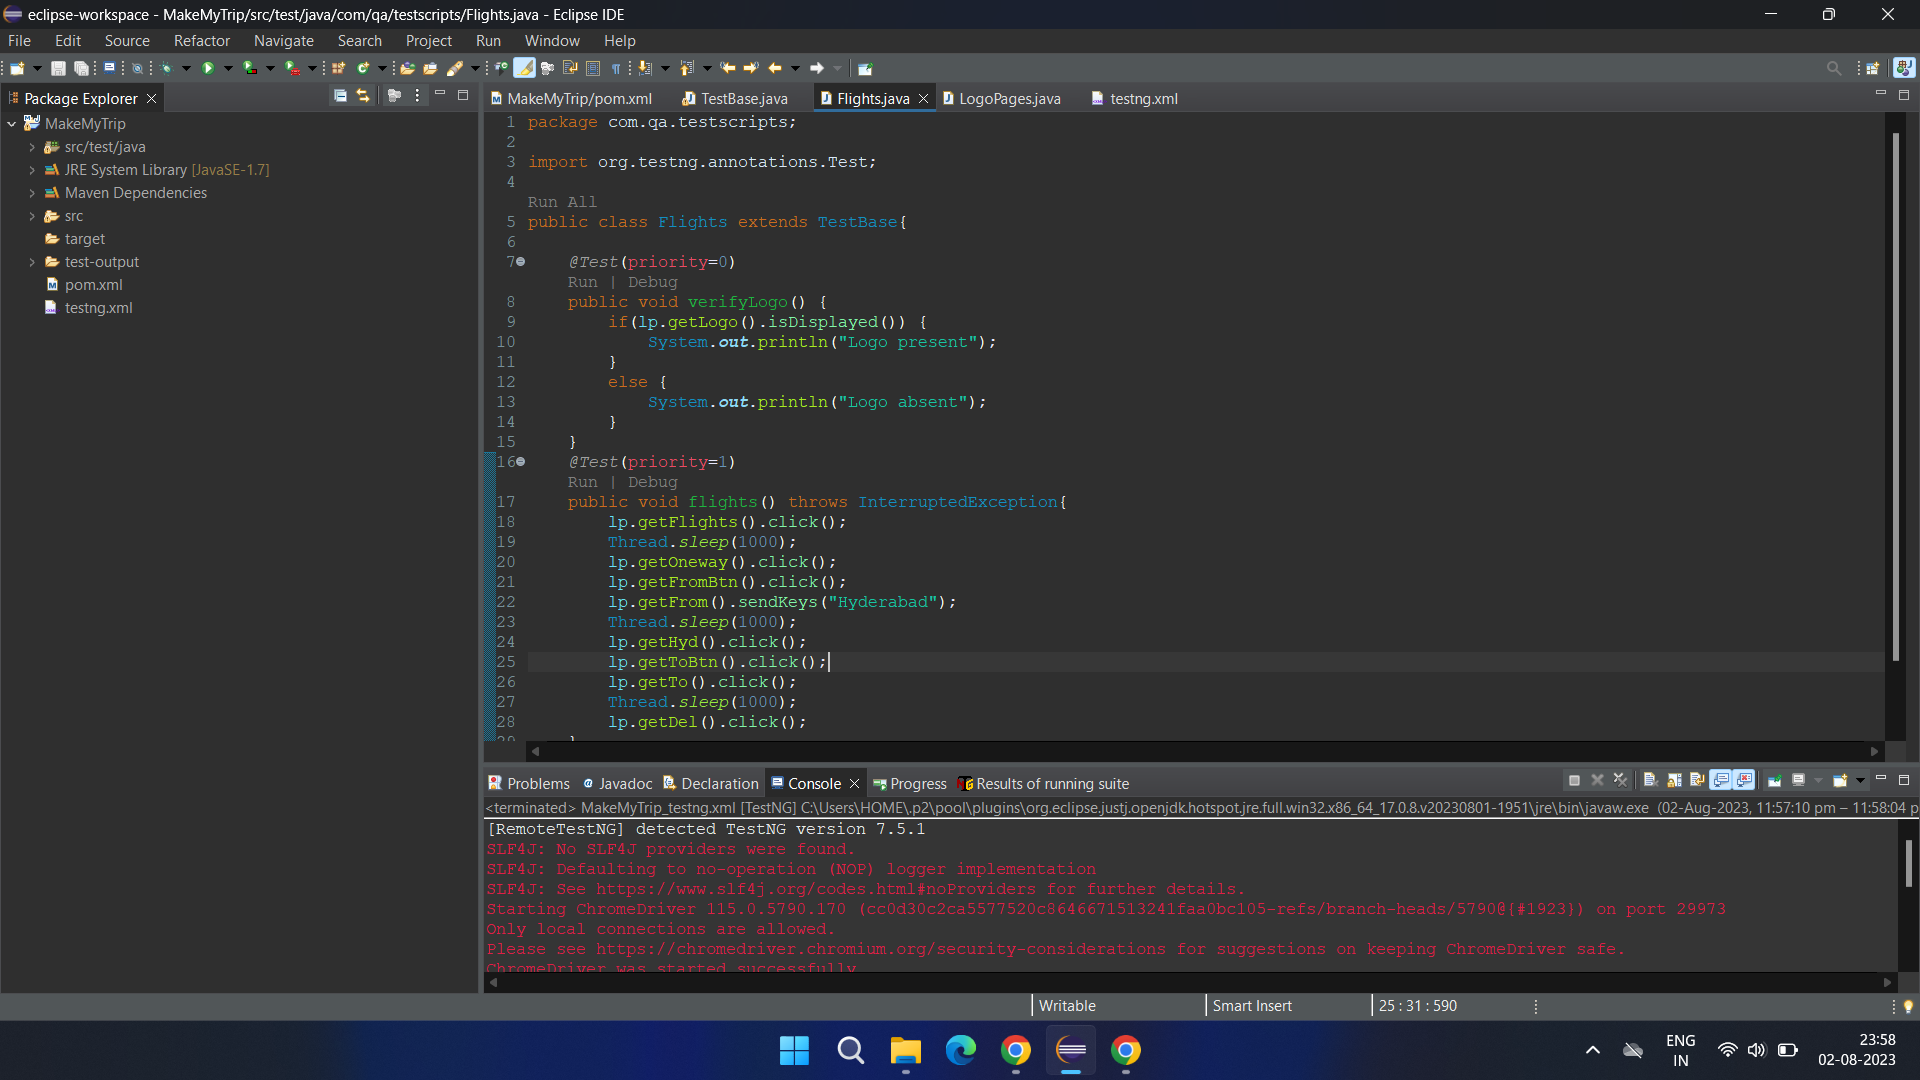 eclipse-workspace - MakeMyTrip/src/test/java/com/qa/testscripts/Flights.java - Eclipse IDE
File Edit Source Refactor Navigate Search Project Run Window Help
Package Explorer
MakeMyTrip
src/test/java
JRE System Library [JavaSE-1.7]
Maven Dependencies
src
target
test-output
pom.xml
testng.xml
MakeMyTrip/pom.xml TestBase.java Flights.java LogoPages.java testng.xml
1 package com.qa.testscripts;
2
3 import org.testng.annotations.Test;
4
Run All
5 public class Flights extends TestBase{
6
7 @Test(priority=0)
Run | Debug
8 public void verifyLogo() {
9 if(lp.getLogo().isDisplayed()) {
10 System.out.println("Logo present");
11 }
12 else {
13 System.out.println("Logo absent");
14 }
15 }
16 @Test(priority=1)
Run | Debug
17 public void flights() throws InterruptedException{
18 lp.getFlights().click();
19 Thread.sleep(1000);
20 lp.getOneway().click();
21 lp.getFromBtn().click();
22 lp.getFrom().sendKeys("Hyderabad");
23 Thread.sleep(1000);
24 lp.getHyd().click();
25 lp.getToBtn().click();
26 lp.getTo().click();
27 Thread.sleep(1000);
28 lp.getDel().click();
29 }
Problems Javadoc Declaration Console Progress Results of running suite
<terminated> MakeMyTrip_testng.xml [TestNG] C:\Users\HOME\.p2\pool\plugins\org.eclipse.justj.openjdk.hotspot.jre.full.win32.x86_64_17.0.8.v20230801-1951\jre\bin\javaw.exe (02-Aug-2023, 11:57:10 pm – 11:58:04 p
[RemoteTestNG] detected TestNG version 7.5.1
SLF4J: No SLF4J providers were found.
SLF4J: Defaulting to no-operation (NOP) logger implementation
SLF4J: See https://www.slf4j.org/codes.html#noProviders for further details.
Starting ChromeDriver 115.0.5790.170 (cc0d30c2ca5577520c8646671513241faa0bc105-refs/branch-heads/5790@{#1923}) on port 29973
Only local connections are allowed.
Please see https://chromedriver.chromium.org/security-considerations for suggestions on keeping ChromeDriver safe.
ChromeDriver was started successfully
Writable Smart Insert 25 : 31 : 590
ENG
IN
23:58
02-08-2023